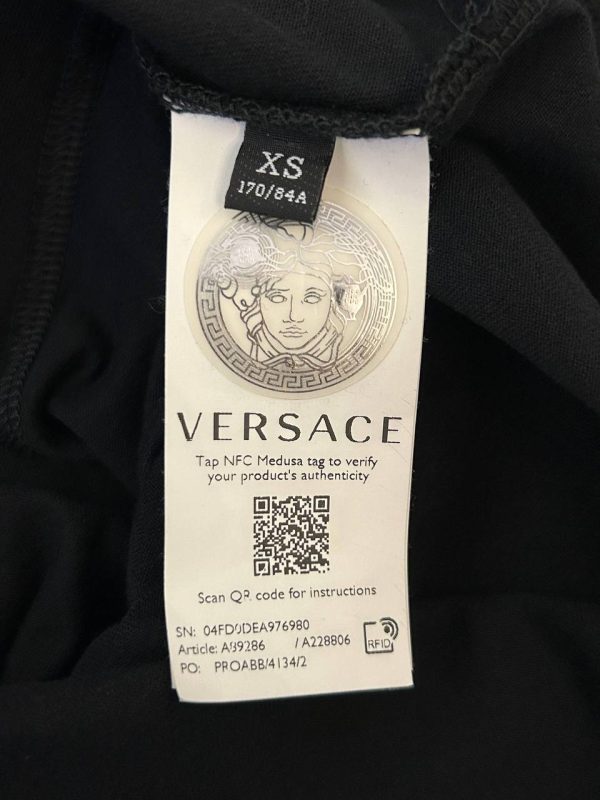 XS
170/84A
VERSACE
Tap NFC Medusa tag to verify
your product's authenticity
Scan QR code for instructions
SN: 04FD0DEA976980
Article: A89286 /A228806
PO: PROABB/4134/2
RFID